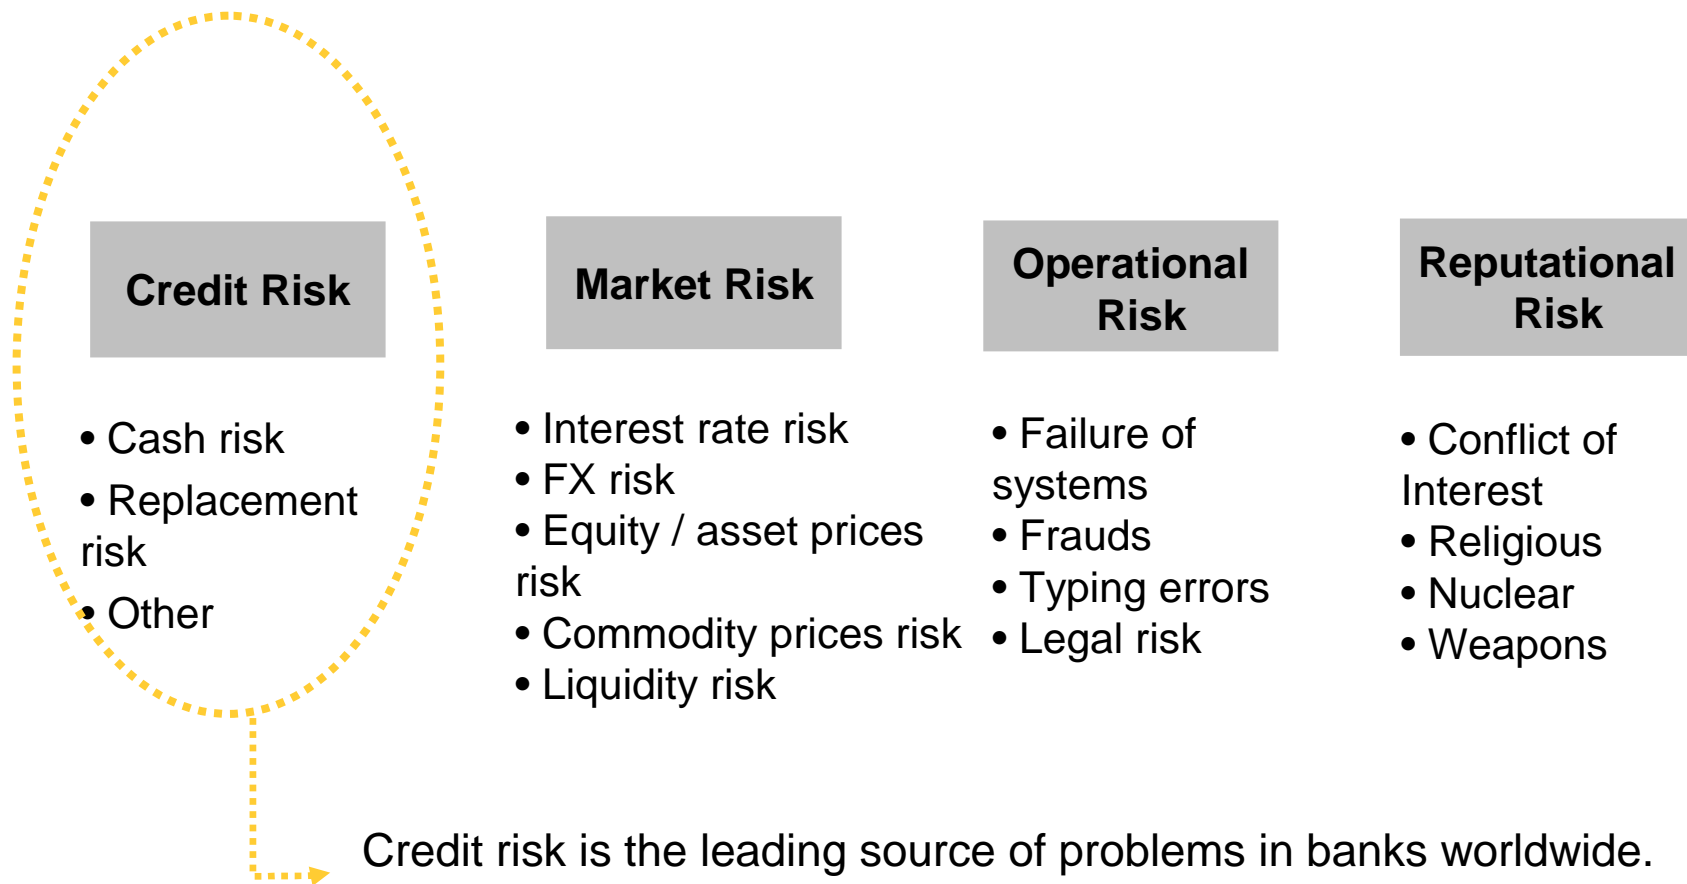 Credit Risk
• Cash risk
• Replacement
risk
• Other
Market Risk
• Interest rate risk
• FX risk
• Equity / asset prices
risk
• Commodity prices risk
• Liquidity risk
Operational
Risk
• Failure of
systems
• Frauds
• Typing errors
• Legal risk
Reputational
Risk
• Conflict of
Interest
• Religious
• Nuclear
• Weapons
Credit risk is the leading source of problems in banks worldwide.